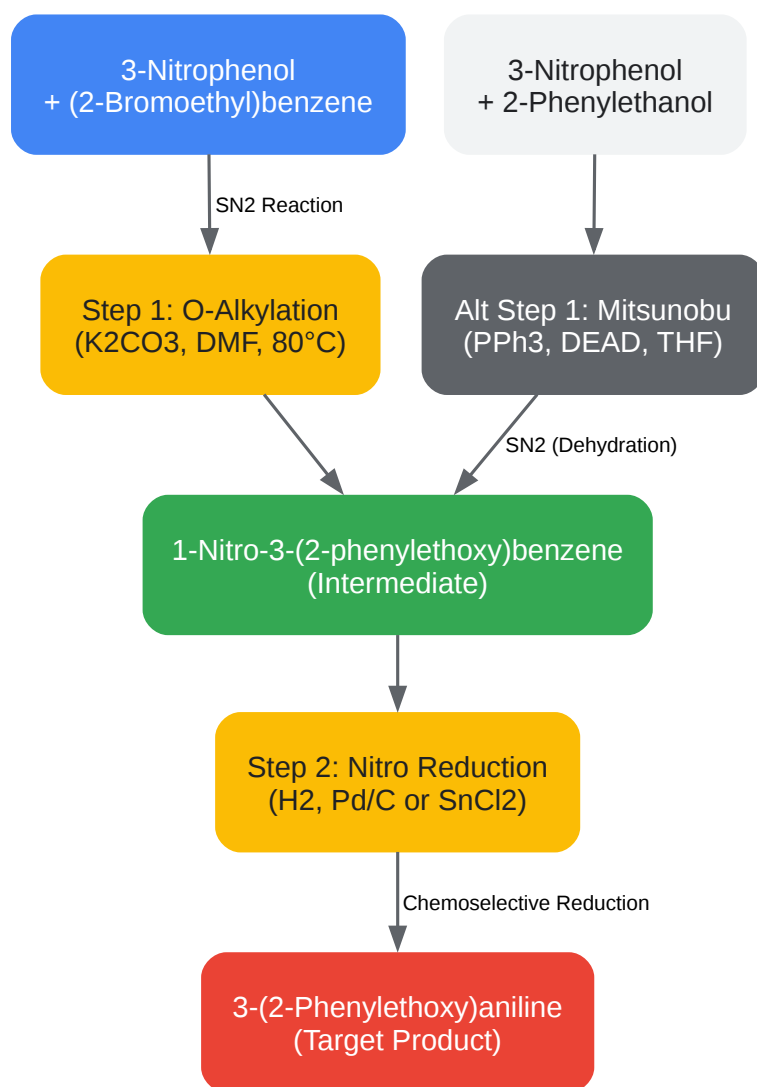 3-Nitrophenol
+ (2-Bromoethyl)benzene
3-Nitrophenol
+ 2-Phenylethanol
SN2 Reaction
Step 1: O-Alkylation
(K2CO3, DMF, 80°C)
Alt Step 1: Mitsunobu
(PPh3, DEAD, THF)
SN2 (Dehydration)
1-Nitro-3-(2-phenylethoxy)benzene
(Intermediate)
Step 2: Nitro Reduction
(H2, Pd/C or SnCl2)
Chemoselective Reduction
3-(2-Phenylethoxy)aniline
(Target Product)